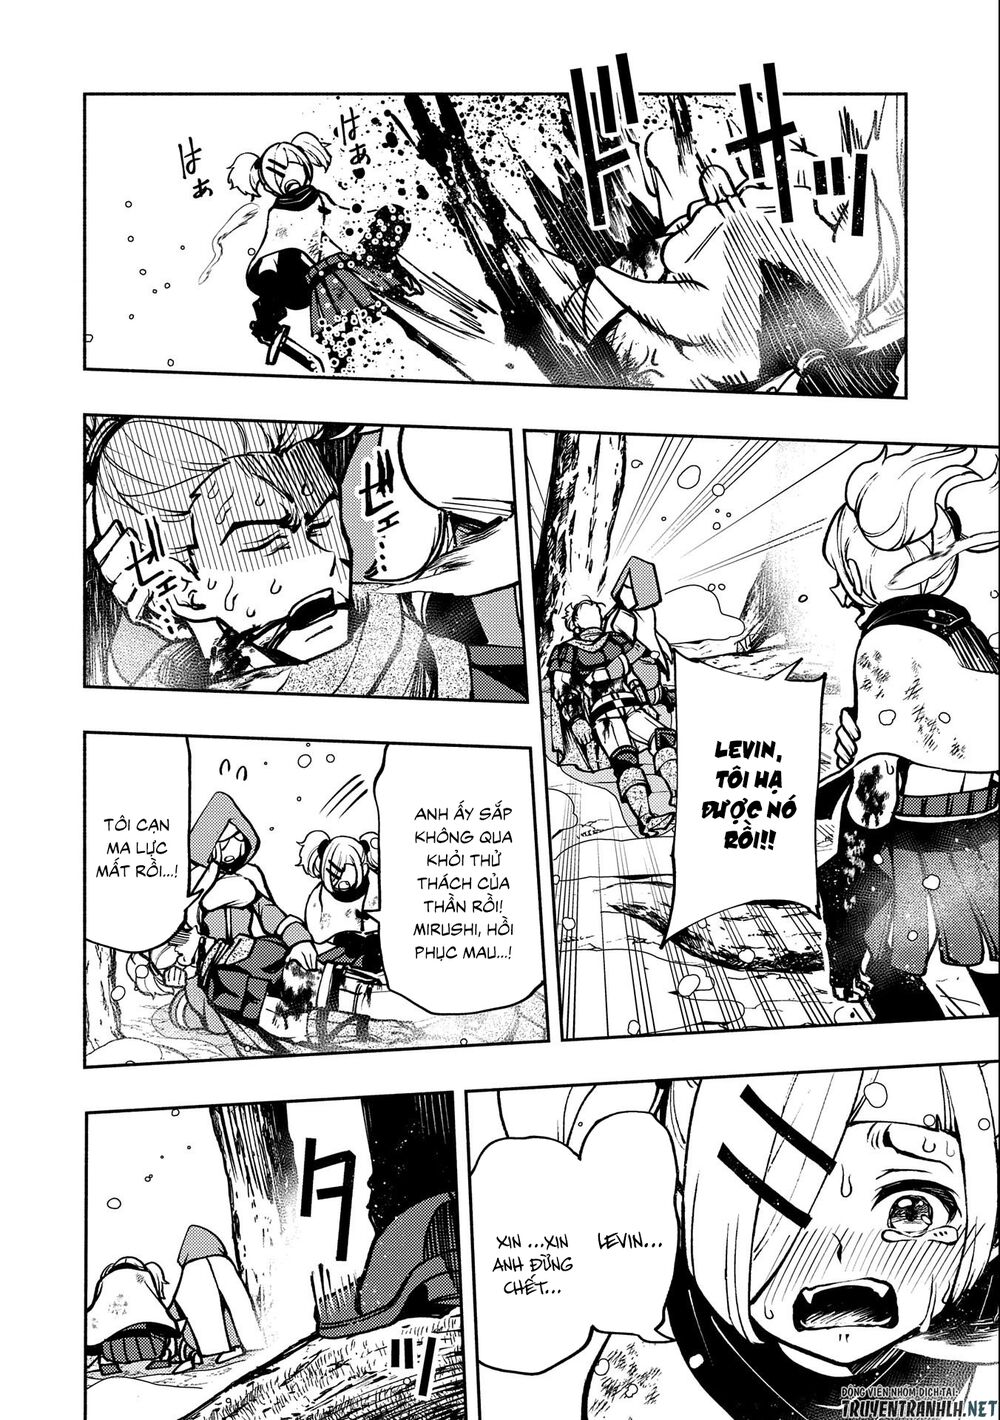 はぁ
はぁ
ドドッ
LEVIN,
TÔI HẠ
ĐƯỢC NÓ
RỒI!!
ゼェ
ゼェ…
ANH ẤY SẮP
KHÔNG QUA
KHỎI THỬ
THÁCH CỦA
THẦN RỒI!
MIRUSHI, HỒI
PHỤC MAU...!
TÔI CẠN
MA LỰC
MẤT RỒI...!
LEVIN...
XIN ...XIN
ANH ĐỪNG
CHẾT...
タッ
ĐỘNG VIÊN NHÓM DỊCH TẠI:
TRUYENTRANHLH.NET